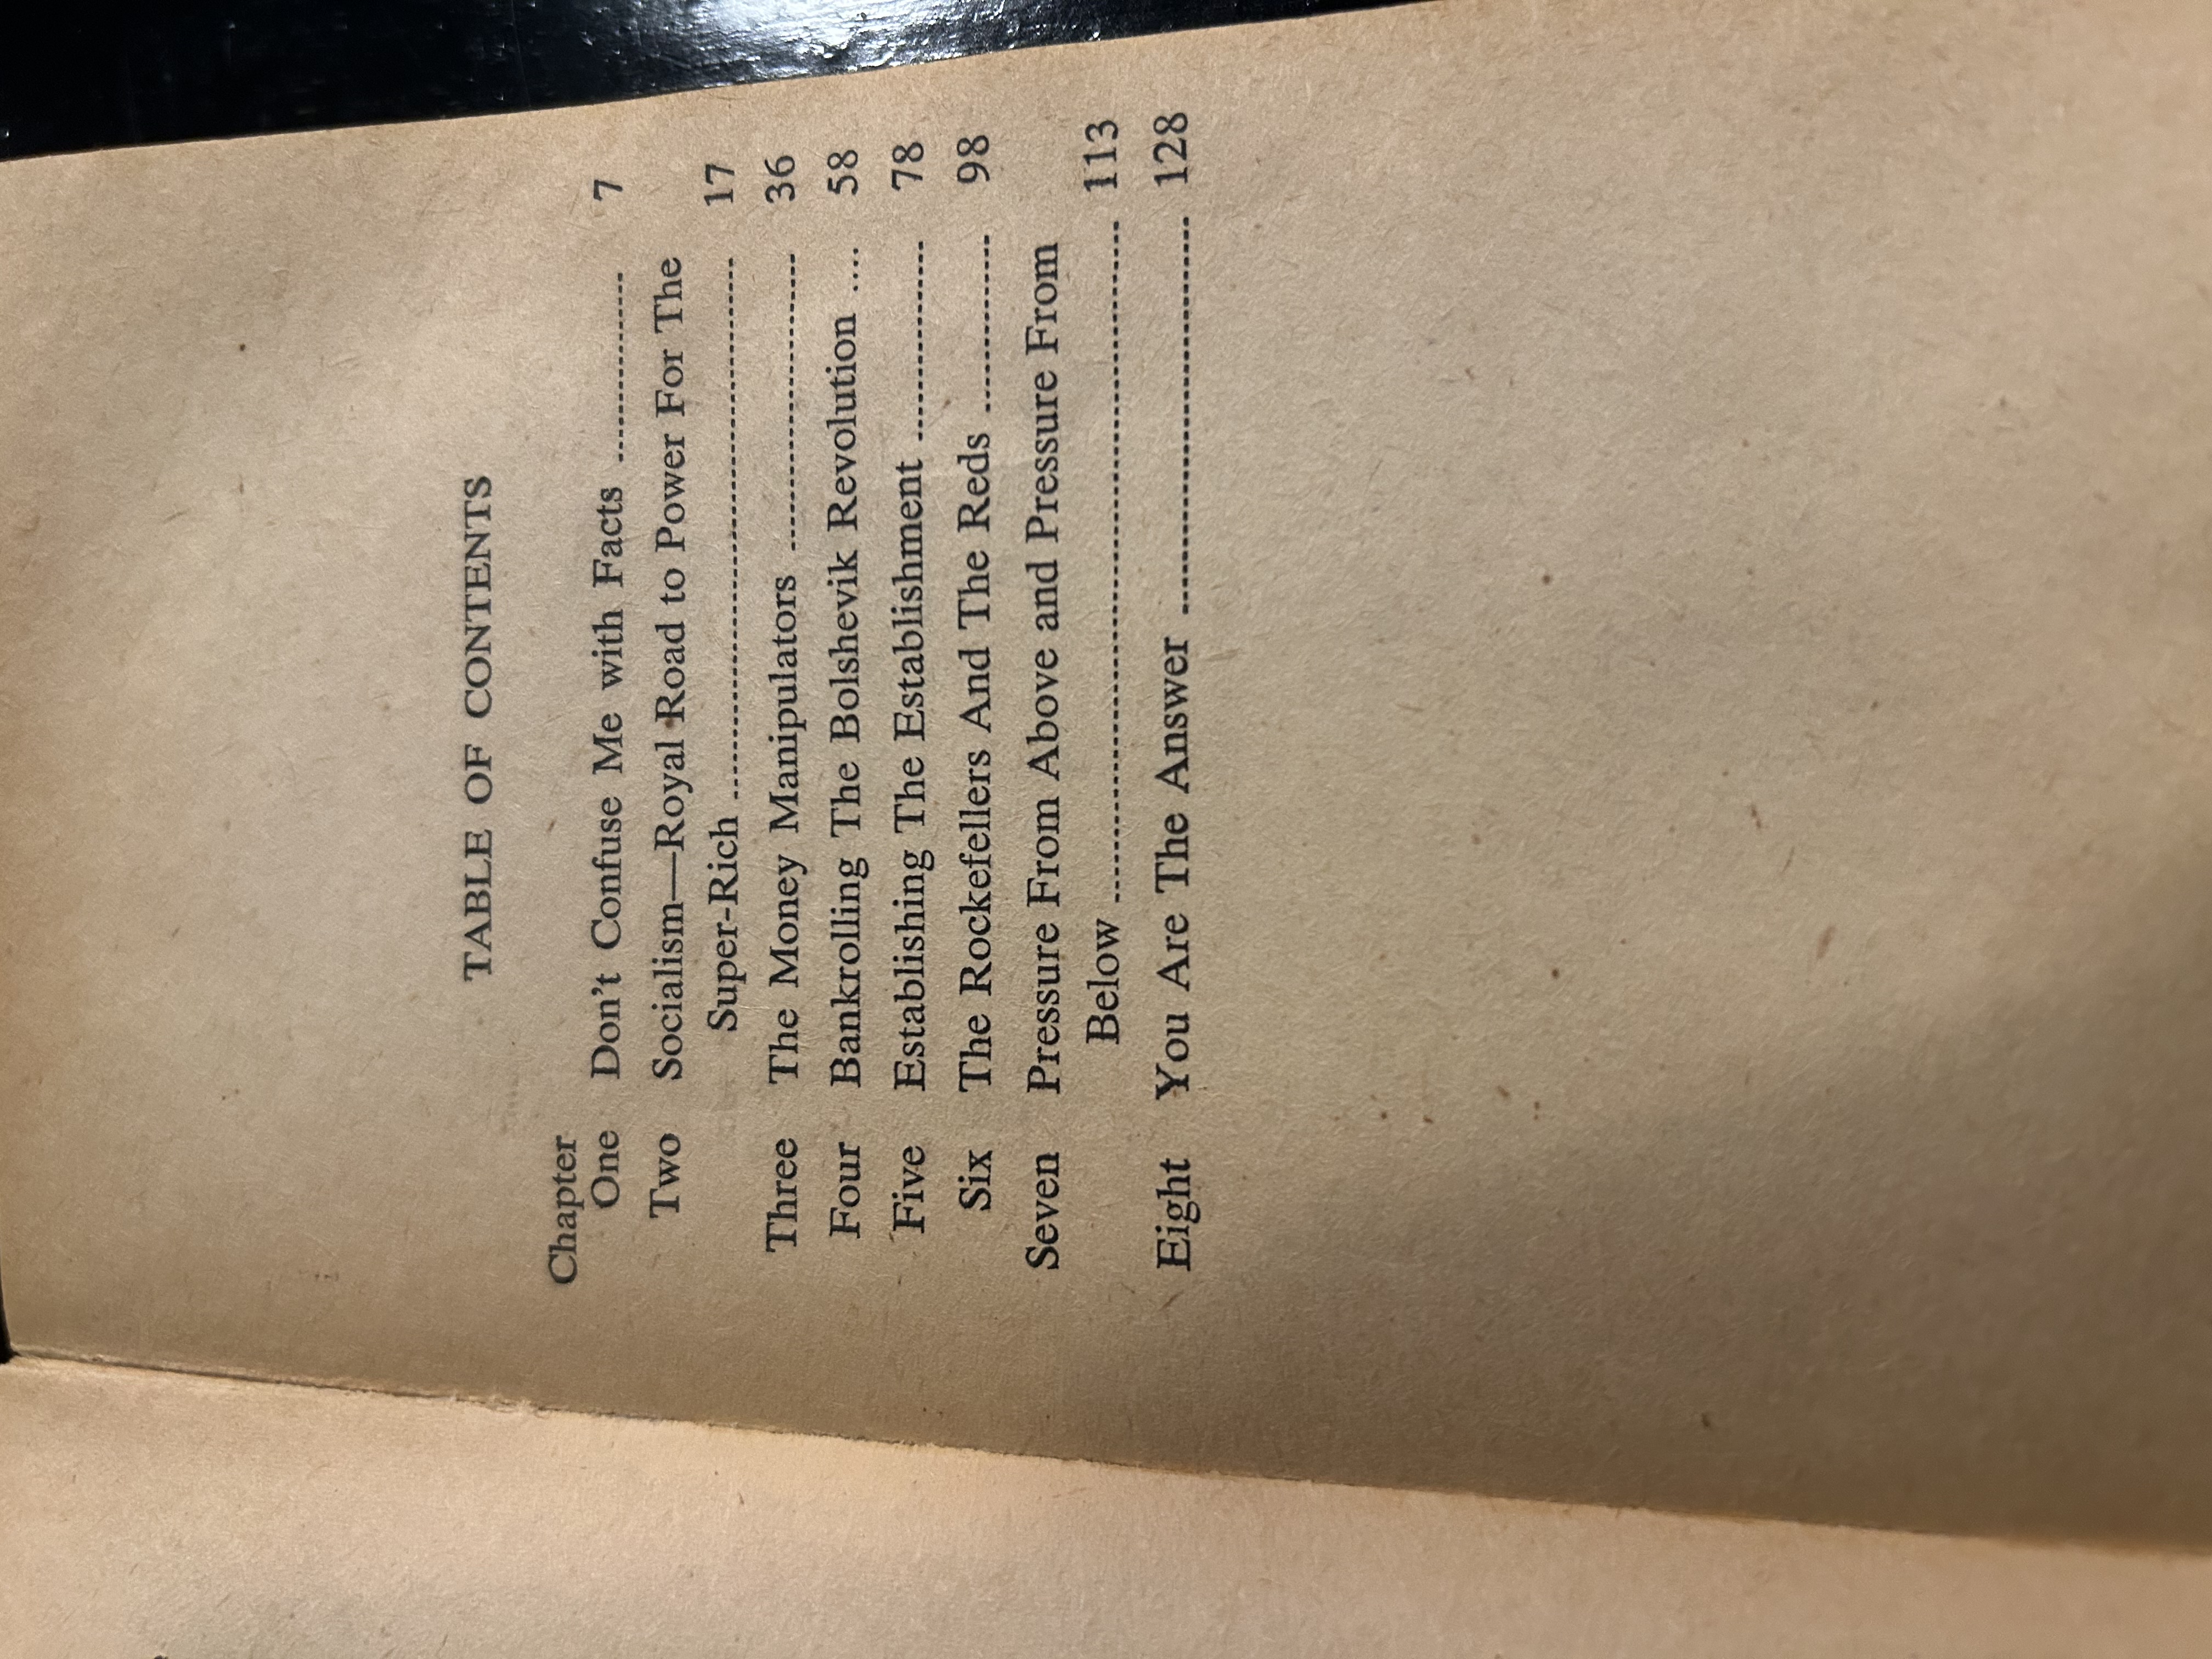 TABLE OF CONTENTS
Chapter
One Don't Confuse Me with Facts ............... 7
Two Socialism—Royal Road to Power For The
Super-Rich ............................................. 17
Three The Money Manipulators ........................ 36
Four Bankrolling The Bolshevik Revolution .... 58
Five Establishing The Establishment ................ 78
Six The Rockefellers And The Reds .............. 98
Seven Pressure From Above and Pressure From
Below ........................................................ 113
Eight You Are The Answer ................................ 128